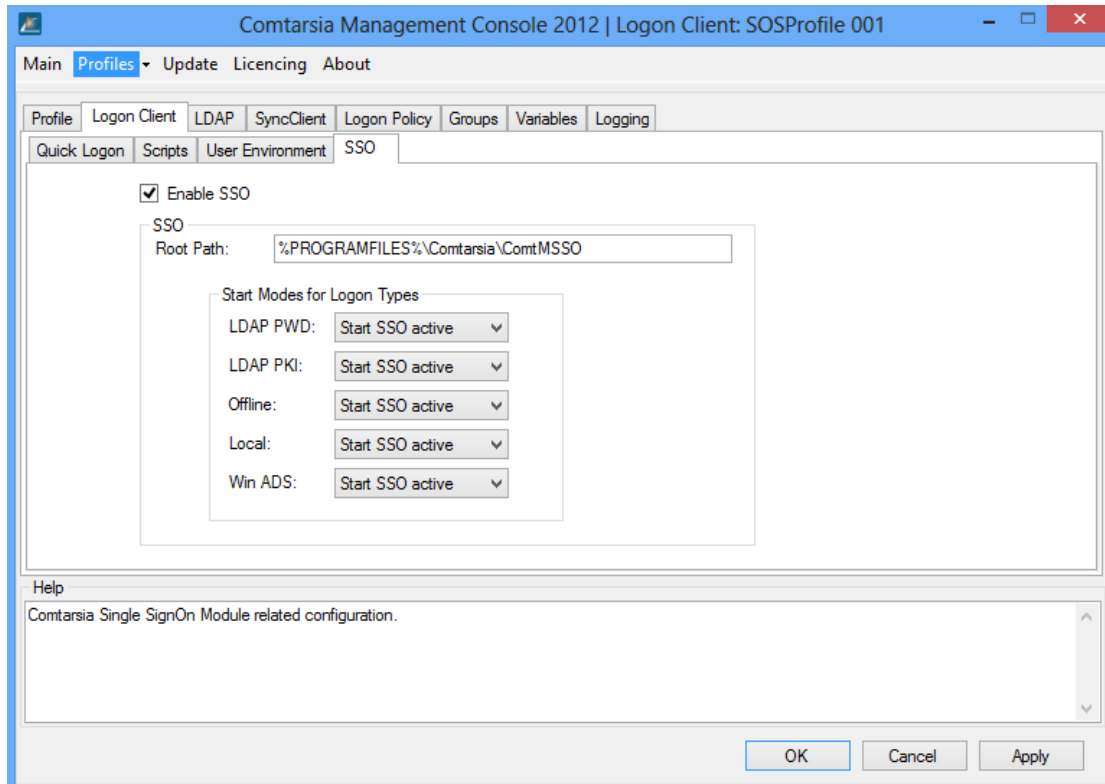 Comtarsia Management Console 2012 | Logon Client: SOSProfile 001
Main Profiles Update Licencing About
Profile Logon Client LDAP SyncClient Logon Policy Groups Variables Logging
Quick Logon Scripts User Environment SSO
Enable SSO
SSO
Root Path: %PROGRAMFILES%\Comtarsia\ComtMSSO
Start Modes for Logon Types
LDAP PWD: Start SSO active
LDAP PKI: Start SSO active
Offline: Start SSO active
Local: Start SSO active
Win ADS: Start SSO active
Help
Comtarsia Single SignOn Module related configuration.
OK Cancel Apply